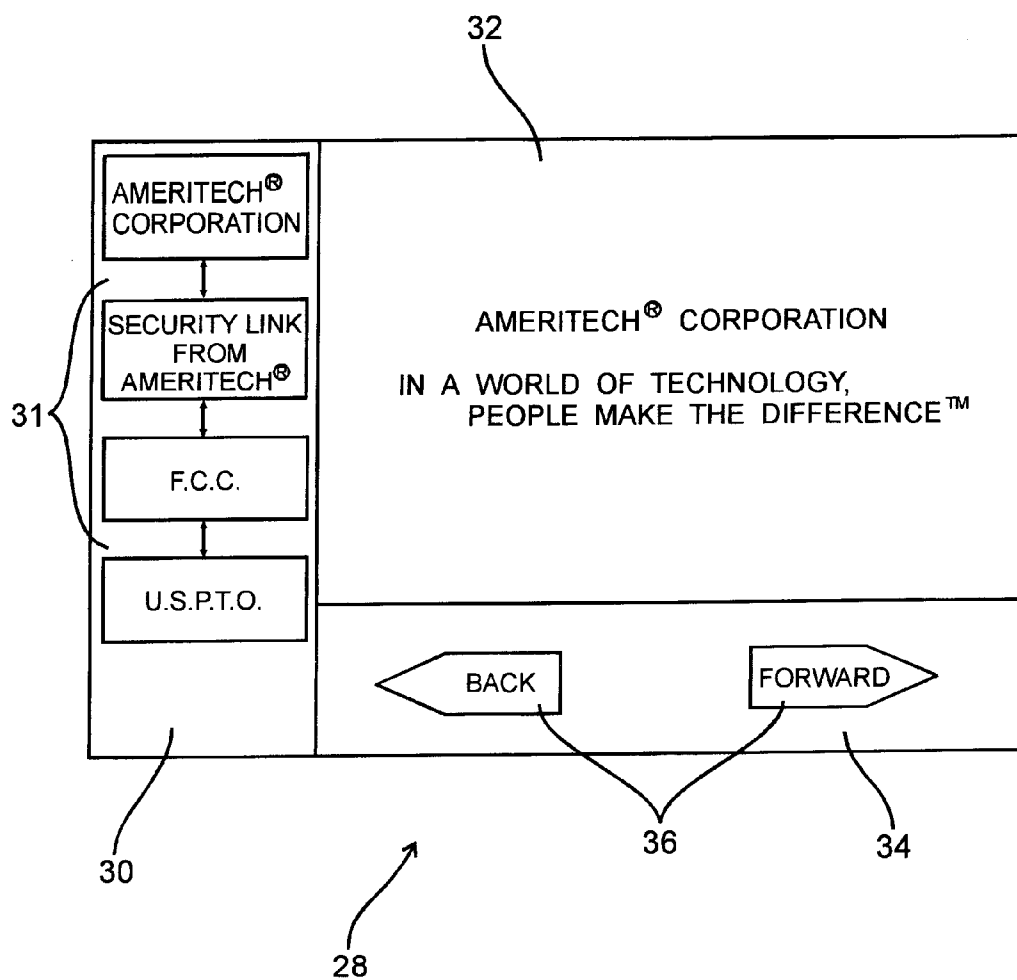 32
AMERITECH®
CORPORATION
SECURITY LINK
FROM
AMERITECH®
F.C.C.
U.S.P.T.O.
31
AMERITECH® CORPORATION
IN A WORLD OF TECHNOLOGY,
PEOPLE MAKE THE DIFFERENCE™
BACK
FORWARD
30
36
34
28